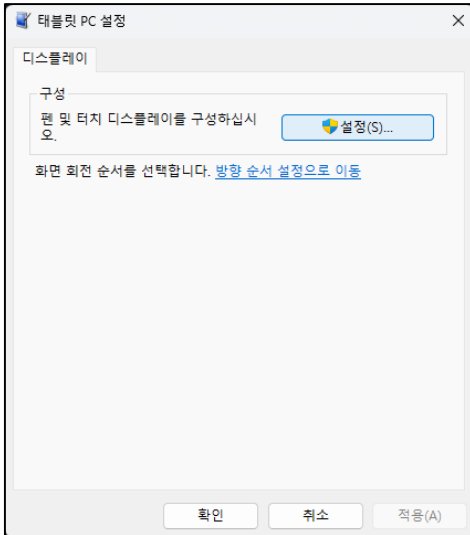 태블릿 PC 설정
디스플레이
구성
펜 및 터치 디스플레이를 구성하십시
오.
설정(S)...
화면 회전 순서를 선택합니다. 방향 순서 설정으로 이동
확인
취소
적용(A)